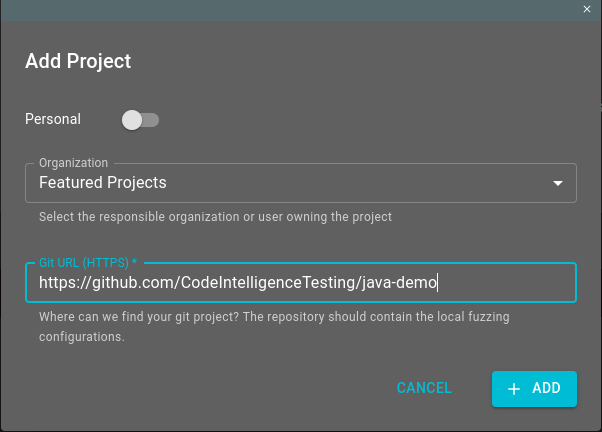 Add Project
Personal
Organization
Featured Projects
Select the responsible organization or user owning the project
Git URL (HTTPS) *
https://github.com/CodeIntelligenceTesting/java-demo
Where can we find your git project? The repository should contain the local fuzzing
configurations.
CANCEL
+ ADD